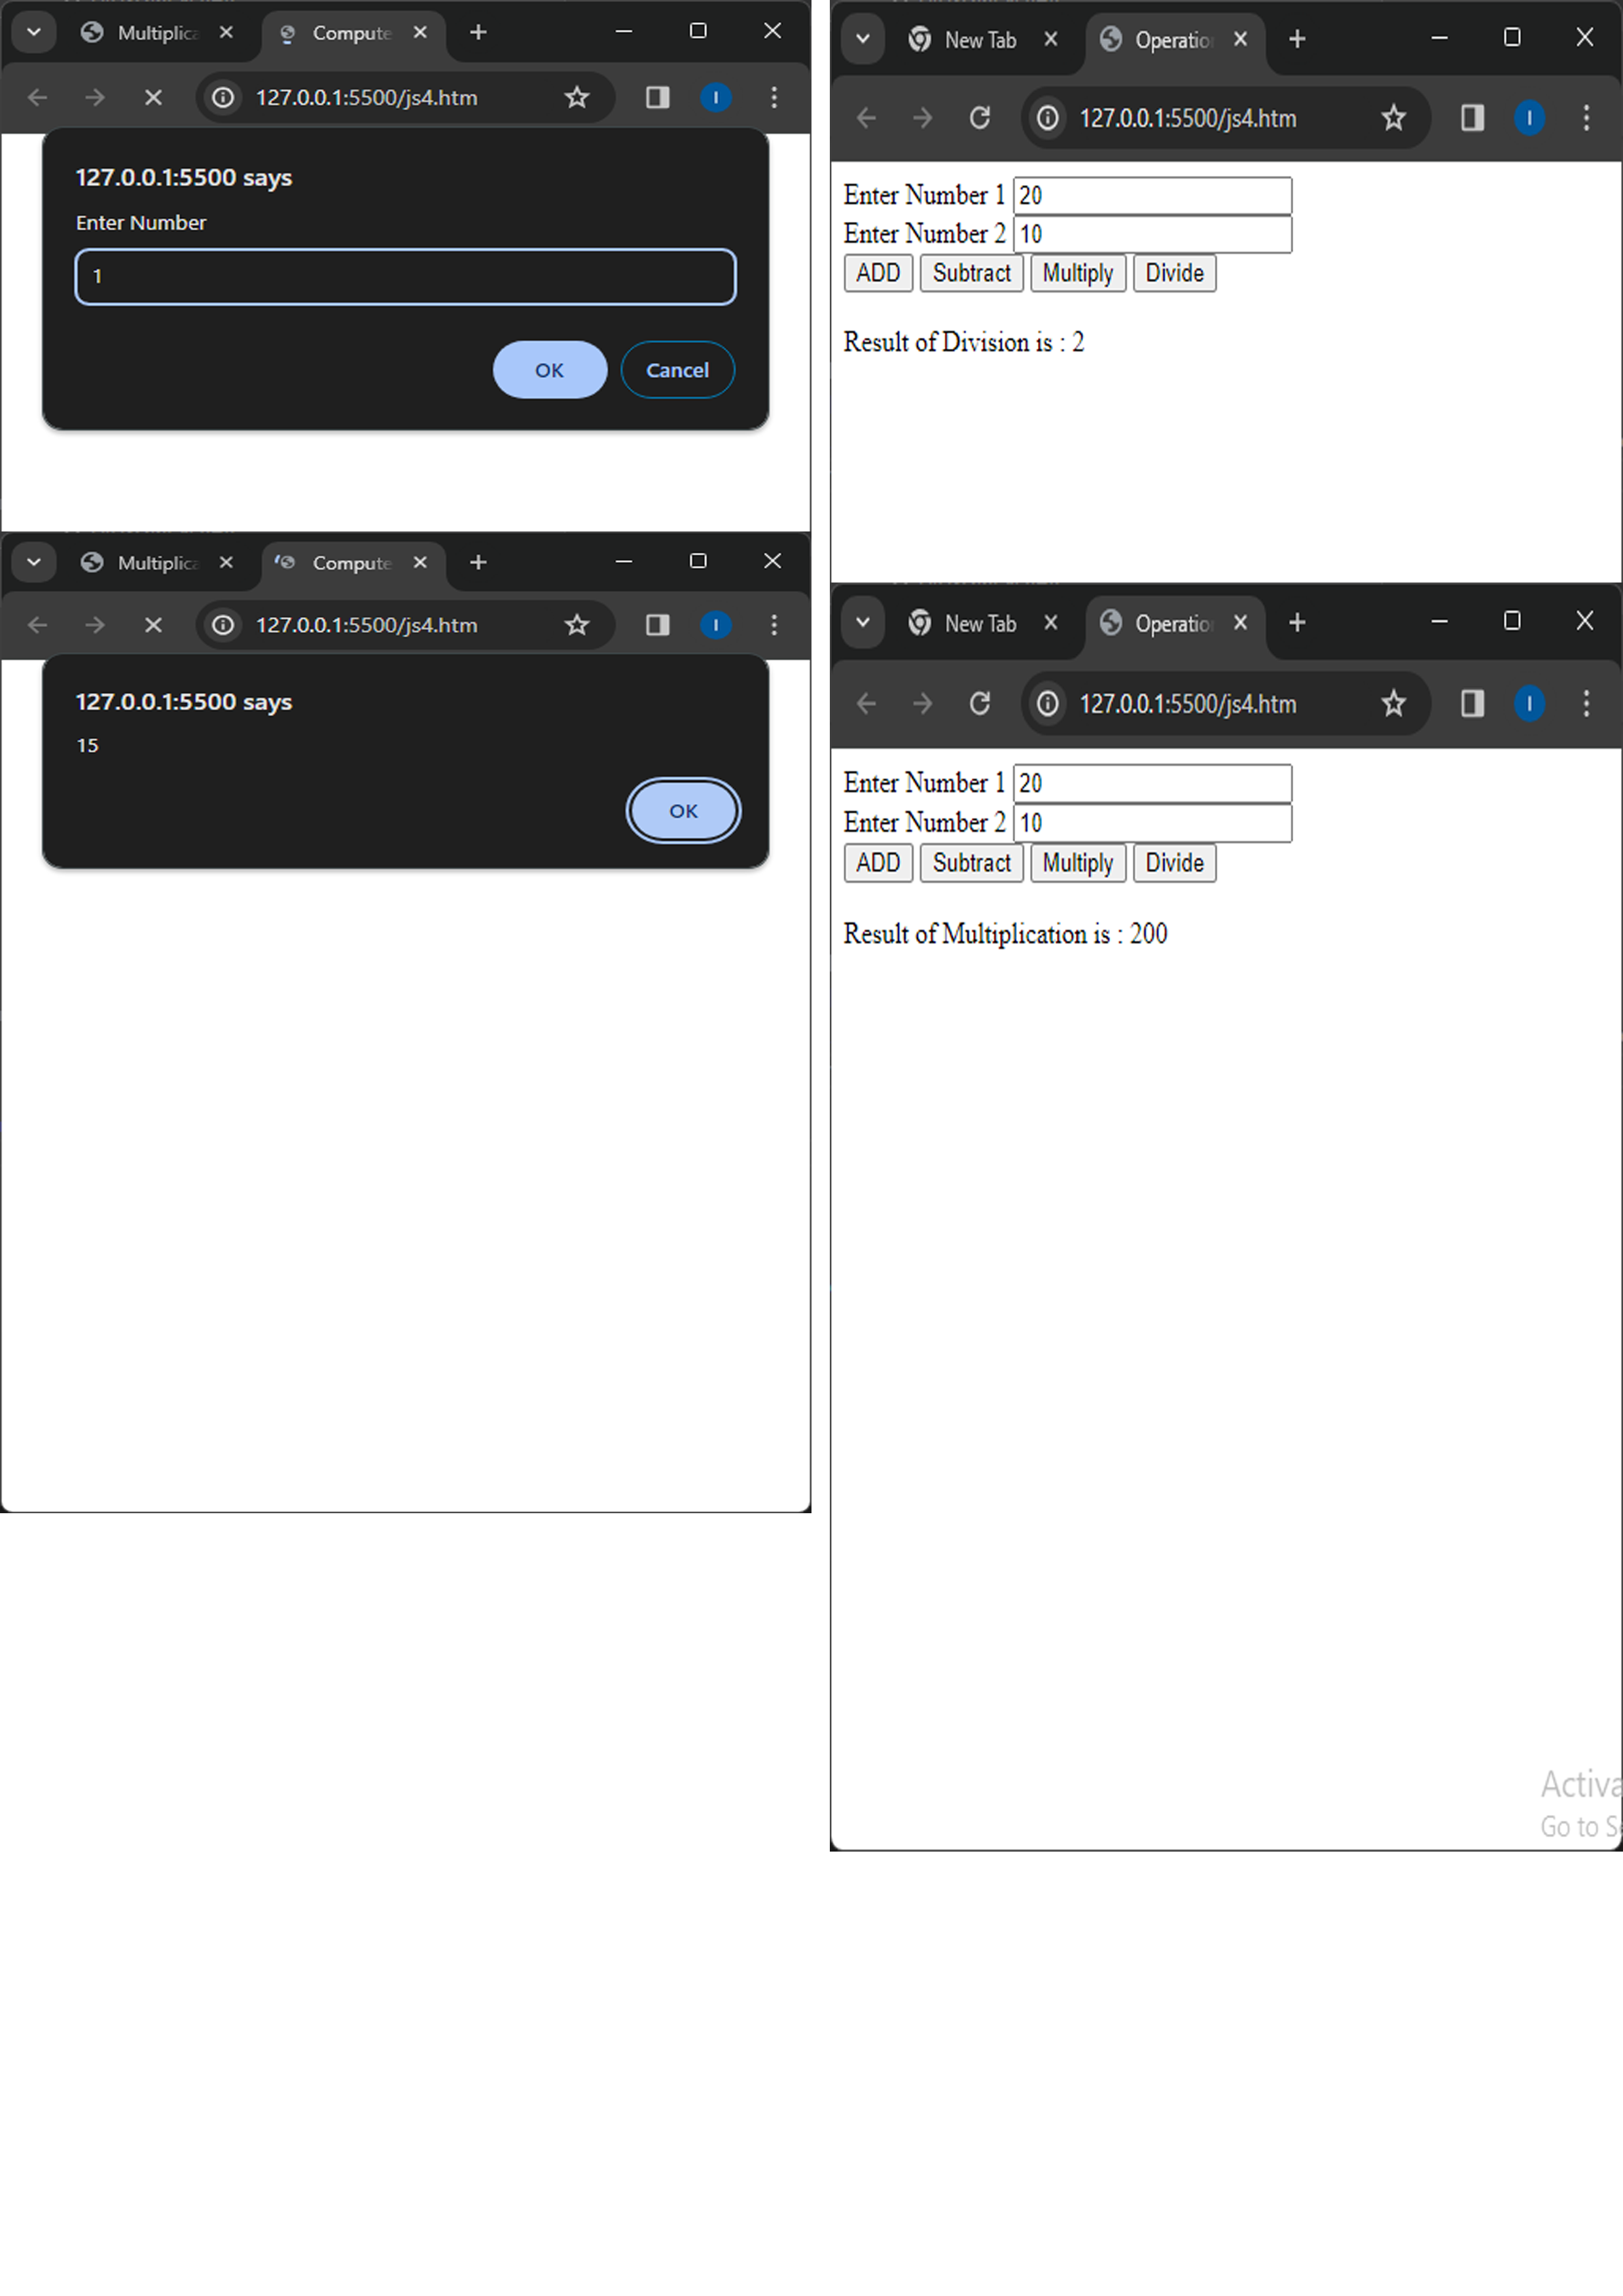 Multiplica
Compute
127.0.0.1:5500/js4.htm
127.0.0.1:5500 says
Enter Number
1
OK
Cancel
Multiplica
Compute
127.0.0.1:5500/js4.htm
127.0.0.1:5500 says
15
OK
New Tab
Operatio
127.0.0.1:5500/js4.htm
Enter Number 1 20
Enter Number 2 10
ADD Subtract Multiply Divide
Result of Division is : 2
New Tab
Operatio
127.0.0.1:5500/js4.htm
Enter Number 1 20
Enter Number 2 10
ADD Subtract Multiply Divide
Result of Multiplication is : 200
Activa
Go to Se